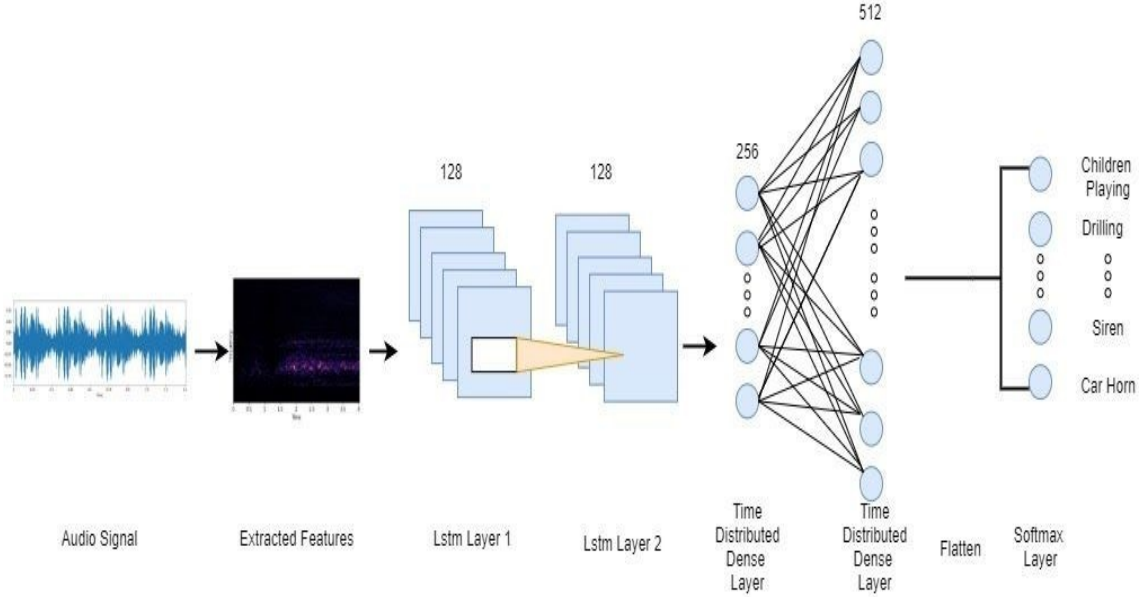 512
256
128
128
Children
Playing
Drilling
Siren
Car Horn
Audio Signal
Extracted Features
Lstm Layer 1
Lstm Layer 2
Time
Distributed
Dense
Layer
Time
Distributed
Dense
Layer
Flatten
Softmax
Layer